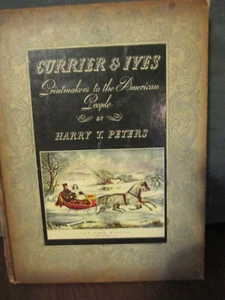 CURRIER & IVES
Printmakers to the American
People
BY
HARRY T. PETERS